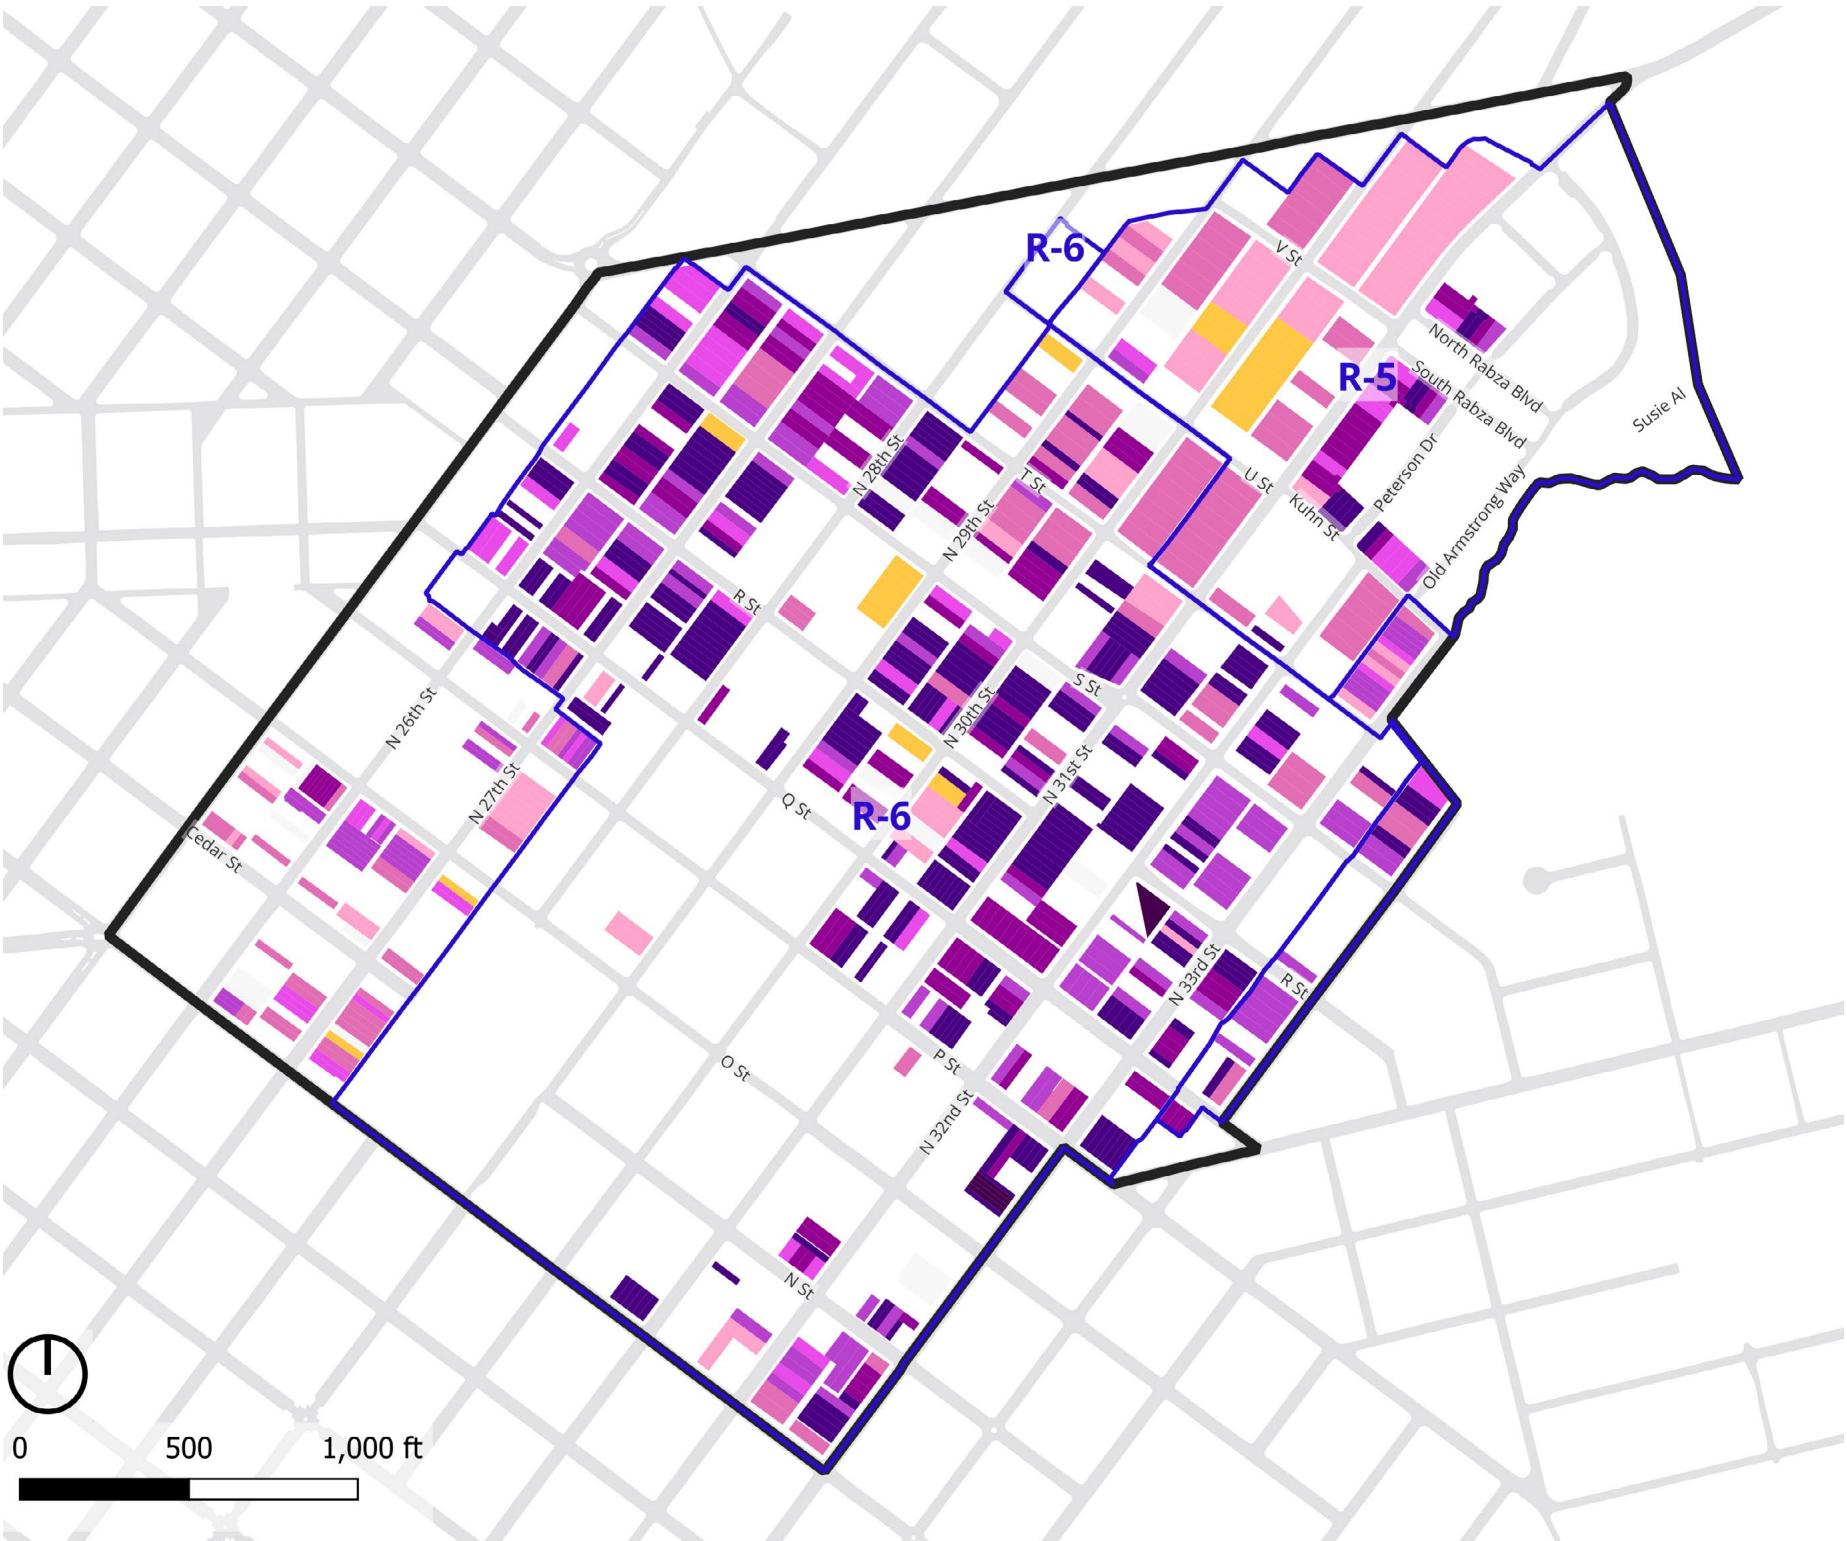 R-6
V St
North Rabza Blvd
R-5
South Rabza Blvd
Susie Al
N 28th St
T St
U St
Peterson Dr
Kuhn St
N 29th St
Old Armstrong Way
R St
S St
N 26th St
N 30th St
N 31st St
N 27th St
Q St
R-6
Cedar St
N 33rd St
R St
O St
P St
N 32nd St
N St
0 500 1,000 ft